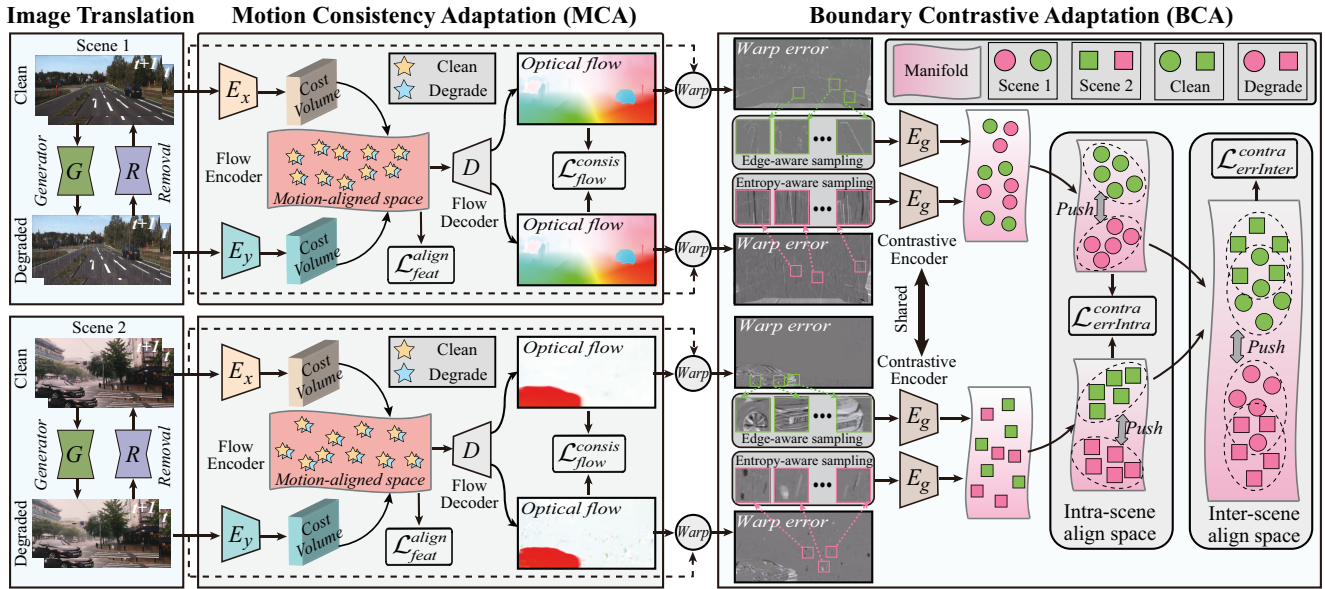 Image Translation
Motion Consistency Adaptation (MCA)
Boundary Contrastive Adaptation (BCA)
Scene 1
Clean
t+1
Generator
G
R
Removal
Degraded
t+1
E_x
Cost Volume
Clean
Degrade
Flow Encoder
Motion-aligned space
D
Flow Decoder
E_y
Cost Volume
L_feat^align
Optical flow
L_flow^consis
Optical flow
Warp
Warp
Warp error
Edge-aware sampling
Entropy-aware sampling
Warp error
E_g
E_g
Contrastive Encoder
Shared
Manifold
Scene 1
Scene 2
Clean
Degrade
Push
L_errIntra^contra
L_errInter^contra
Push
Scene 2
Clean
t+1
Generator
G
R
Removal
Degraded
t+1
E_x
Cost Volume
Clean
Degrade
Flow Encoder
Motion-aligned space
D
Flow Decoder
E_y
Cost Volume
L_feat^align
Optical flow
L_flow^consis
Optical flow
Warp
Warp
Warp error
Edge-aware sampling
Entropy-aware sampling
Warp error
Contrastive Encoder
E_g
E_g
Push
Intra-scene align space
Inter-scene align space